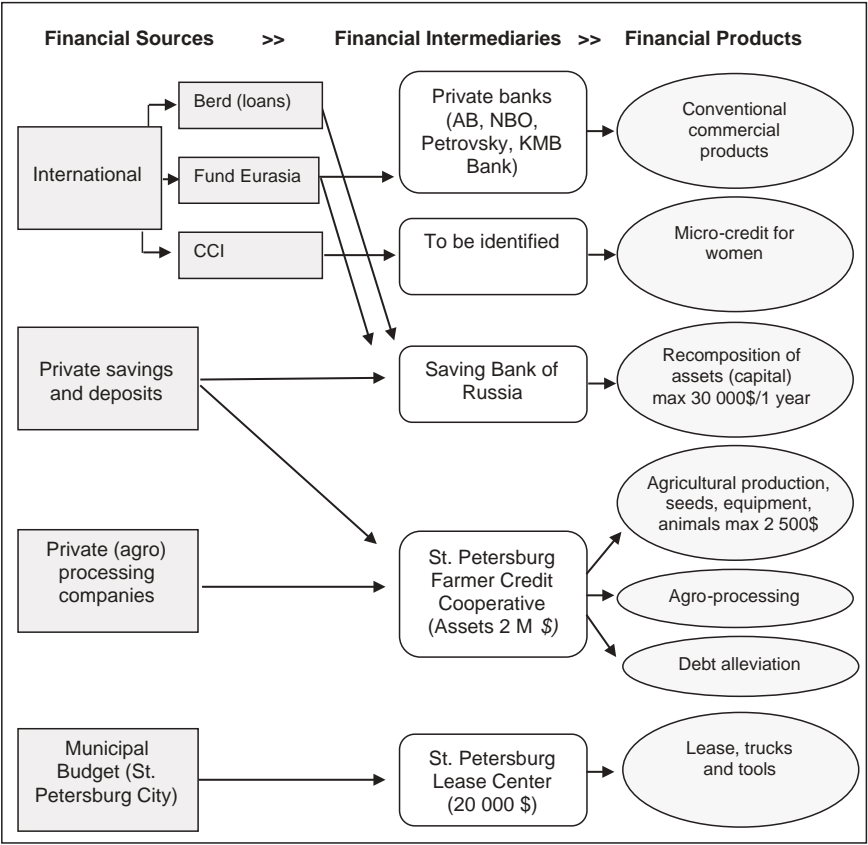 Financial Sources >> Financial Intermediaries >> Financial Products
International
Berd (loans)
Fund Eurasia
CCI
Private banks
(AB, NBO,
Petrovsky, KMB
Bank)
Conventional
commercial
products
To be identified
Micro-credit for
women
Private savings
and deposits
Saving Bank of
Russia
Recomposition of
assets (capital)
max 30 000$/1 year
Private (agro)
processing
companies
St. Petersburg
Farmer Credit
Cooperative
(Assets 2 M $)
Agricultural production,
seeds, equipment,
animals max 2 500$
Agro-processing
Debt alleviation
Municipal
Budget (St.
Petersburg City)
St. Petersburg
Lease Center
(20 000 $)
Lease, trucks
and tools